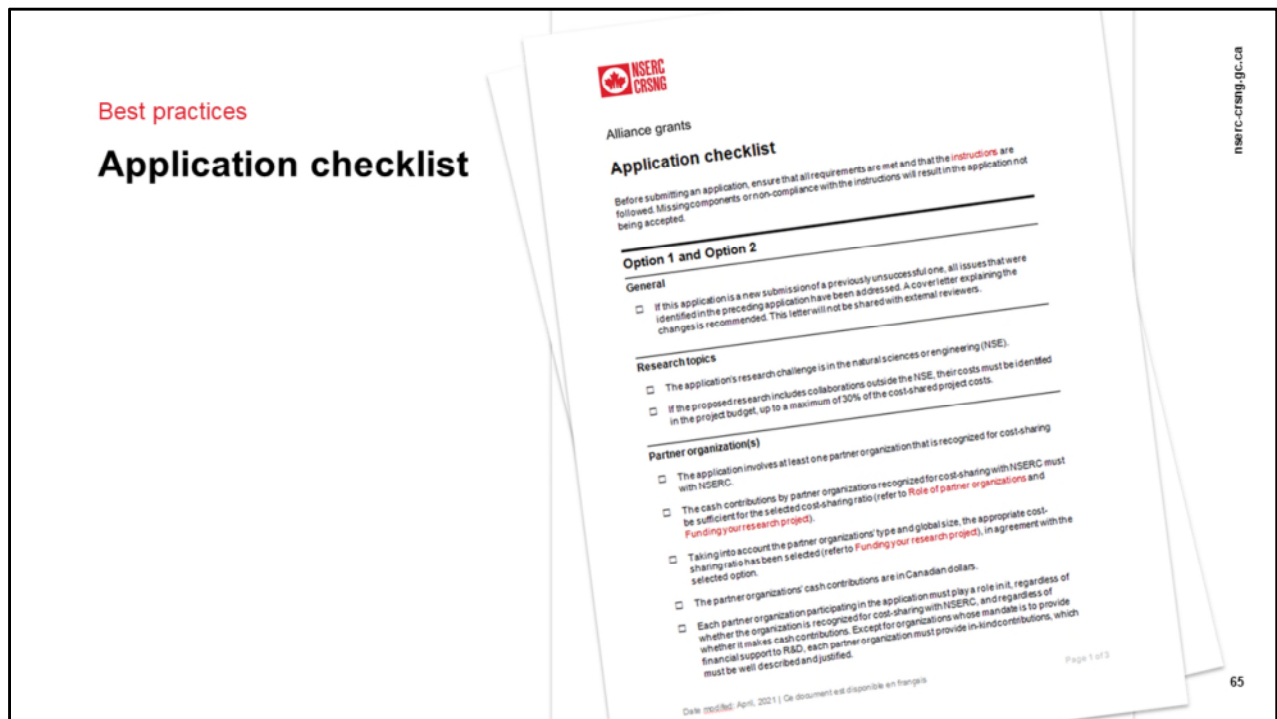 Best practices
Application checklist
NSERC
CRSNG
Alliance grants
Application checklist
Before submitting an application, ensure that all requirements are met and that the instructions are
followed. Missing components or non-compliance with the instructions will result in the application not
being accepted.
Option 1 and Option 2
General
If this application is a new submission of a previously unsuccessful one, all issues that were
identified in the preceding application have been addressed. A cover letter explaining the
changes is recommended. This letter will not be shared with external reviewers.
Research topics
The application's research challenge is in the natural sciences or engineering (NSE).
If the proposed research includes collaborations outside the NSE, their costs must be identified
in the project budget, up to a maximum of 30% of the cost-shared project costs.
Partner organization(s)
The application involves at least one partner organization that is recognized for cost-sharing
with NSERC.
The cash contributions by partner organizations recognized for cost-sharing with NSERC must
be sufficient for the selected cost-sharing ratio (refer to Role of partner organizations and
Funding your research project).
Taking into account the partner organizations' type and global size, the appropriate cost-
sharing ratio has been selected (refer to Funding your research project), in agreement with the
selected option.
The partner organizations' cash contributions are in Canadian dollars.
Each partner organization participating in the application must play a role in it, regardless of
whether the organization is recognized for cost-sharing with NSERC, and regardless of
whether it makes cash contributions. Except for organizations whose mandate is to provide
financial support to R&D, each partner organization must provide in-kind contributions, which
must be well described and justified.
Page 1 of 3
Date modified: April, 2021 | Ce document est disponible en français
nserc-crsng.gc.ca
65